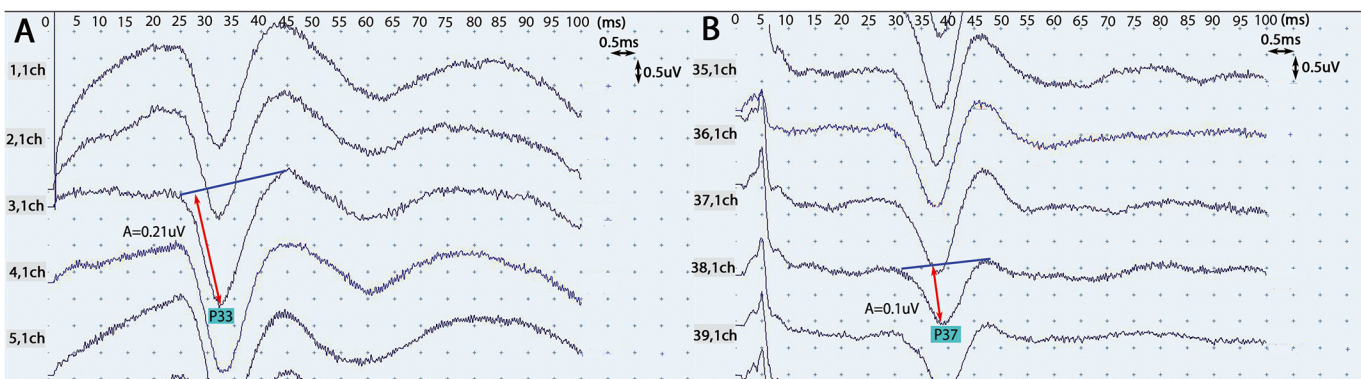 A
0 5 10 15 20 25 30 35 40 45 50 55 60 65 70 75 80 85 90 95 100 (ms)
0.5ms
0.5uV
1,1ch
2,1ch
3,1ch
A=0.21uV
4,1ch
P33
5,1ch
B
0 5 10 15 20 25 30 35 40 45 50 55 60 65 70 75 80 85 90 95 100 (ms)
0.5ms
0.5uV
35,1ch
36,1ch
37,1ch
38,1ch
A=0.1uV
P37
39,1ch